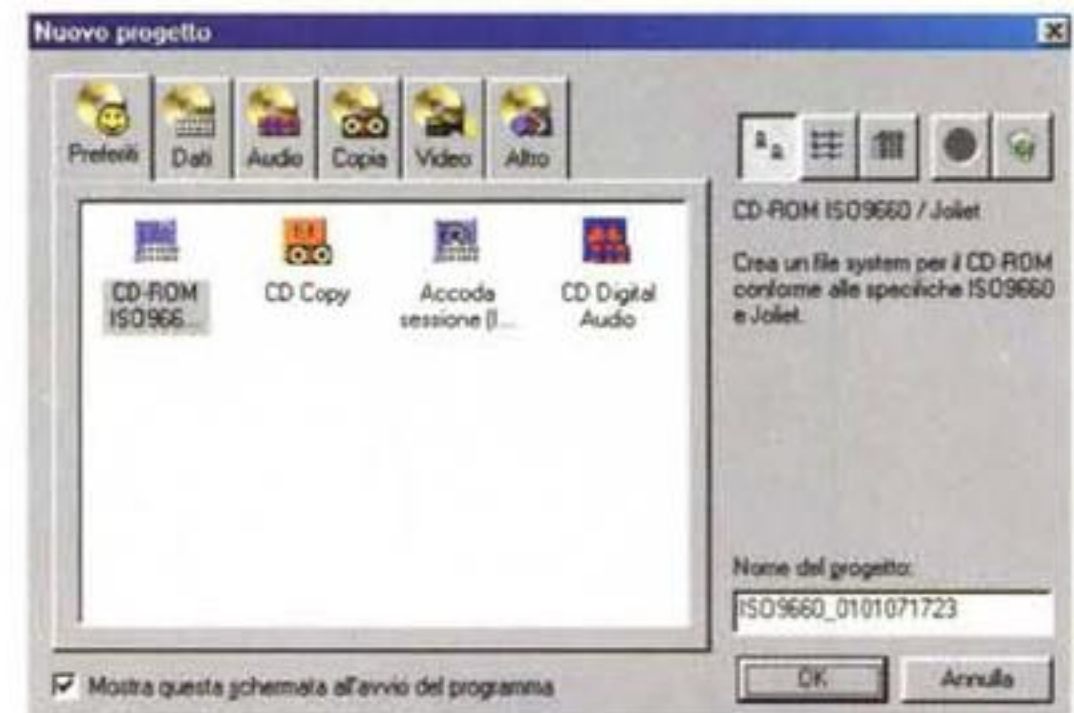 Nuovo progetto
Preferiti
Dati
Audio
Copia
Video
Altro
CD-ROM
ISO966...
CD Copy
Accoda
sessione (I...
CD Digital
Audio
CD-ROM ISO9660 / Joliet
Crea un file system per il CD-ROM
conforme alle specifiche ISO9660
e Joliet.
Nome del progetto:
ISO9660_0101071723
Mostra questa schermata all'avvio del programma
OK
Annulla